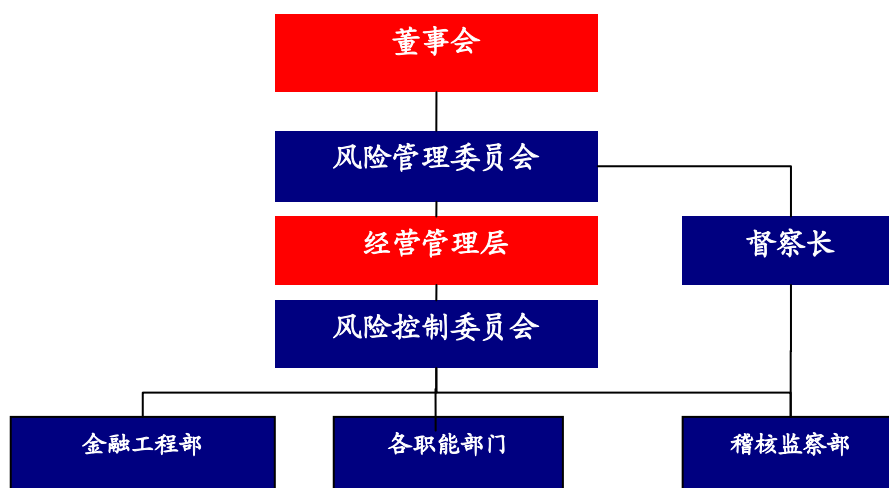 董事会
风险管理委员会
经营管理层
督察长
风险控制委员会
金融工程部
各职能部门
稽核监察部